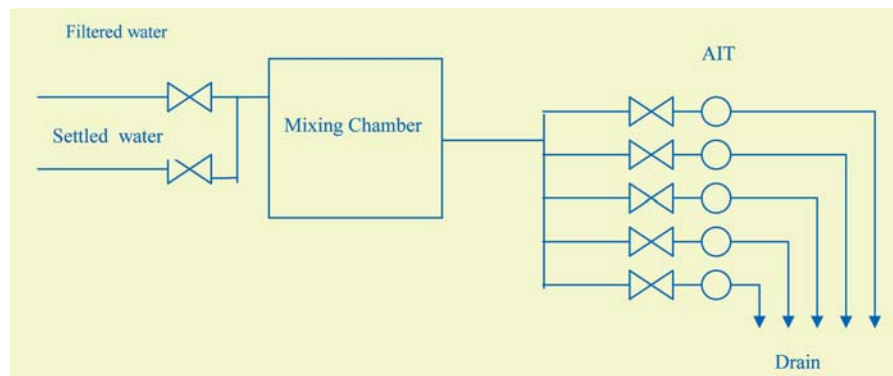 Filtered water
AIT
Mixing Chamber
Settled water
Drain